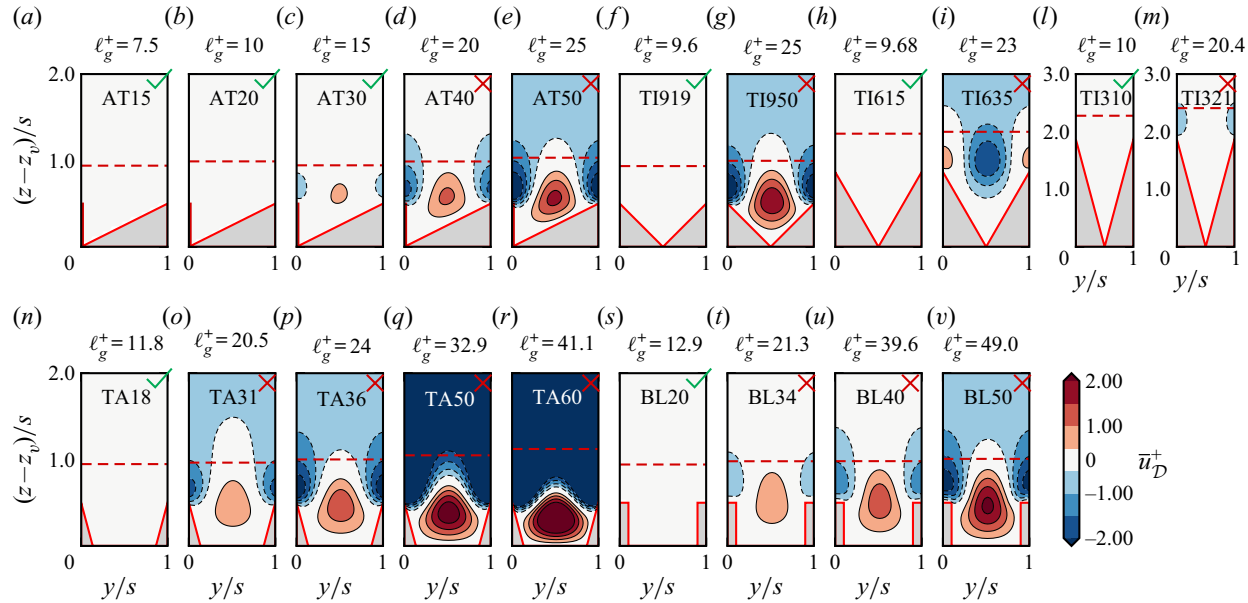 (a) (b) (c) (d) (e) (f) (g) (h) (i) (l) (m)
ℓg+ = 7.5 ℓg+ = 10 ℓg+ = 15 ℓg+ = 20 ℓg+ = 25 ℓg+ = 9.6 ℓg+ = 25 ℓg+ = 9.68 ℓg+ = 23 ℓg+ = 10 ℓg+ = 20.4
2.0 3.0 3.0
AT15 AT20 AT30 AT40 AT50 TI919 TI950 TI615 TI635 TI310 TI321
2.0 2.0
(z – zv)/s
1.0
1.0 1.0
0 1 0 1 0 1 0 1 0 1 0 1 0 1 0 1 0 1 0 1 0 1
y/s y/s
(n) (o) (p) (q) (r) (s) (t) (u) (v)
ℓg+ = 11.8 ℓg+ = 20.5 ℓg+ = 24 ℓg+ = 32.9 ℓg+ = 41.1 ℓg+ = 12.9 ℓg+ = 21.3 ℓg+ = 39.6 ℓg+ = 49.0
2.0
TA18 TA31 TA36 TA50 TA60 BL20 BL34 BL40 BL50
(z – zv)/s
1.0
0
0 1 0 1 0 1 0 1 0 1 0 1 0 1 0 1 0 1
y/s y/s y/s y/s y/s y/s y/s y/s y/s
2.00
1.00
0
–1.00
–2.00
u̅D+